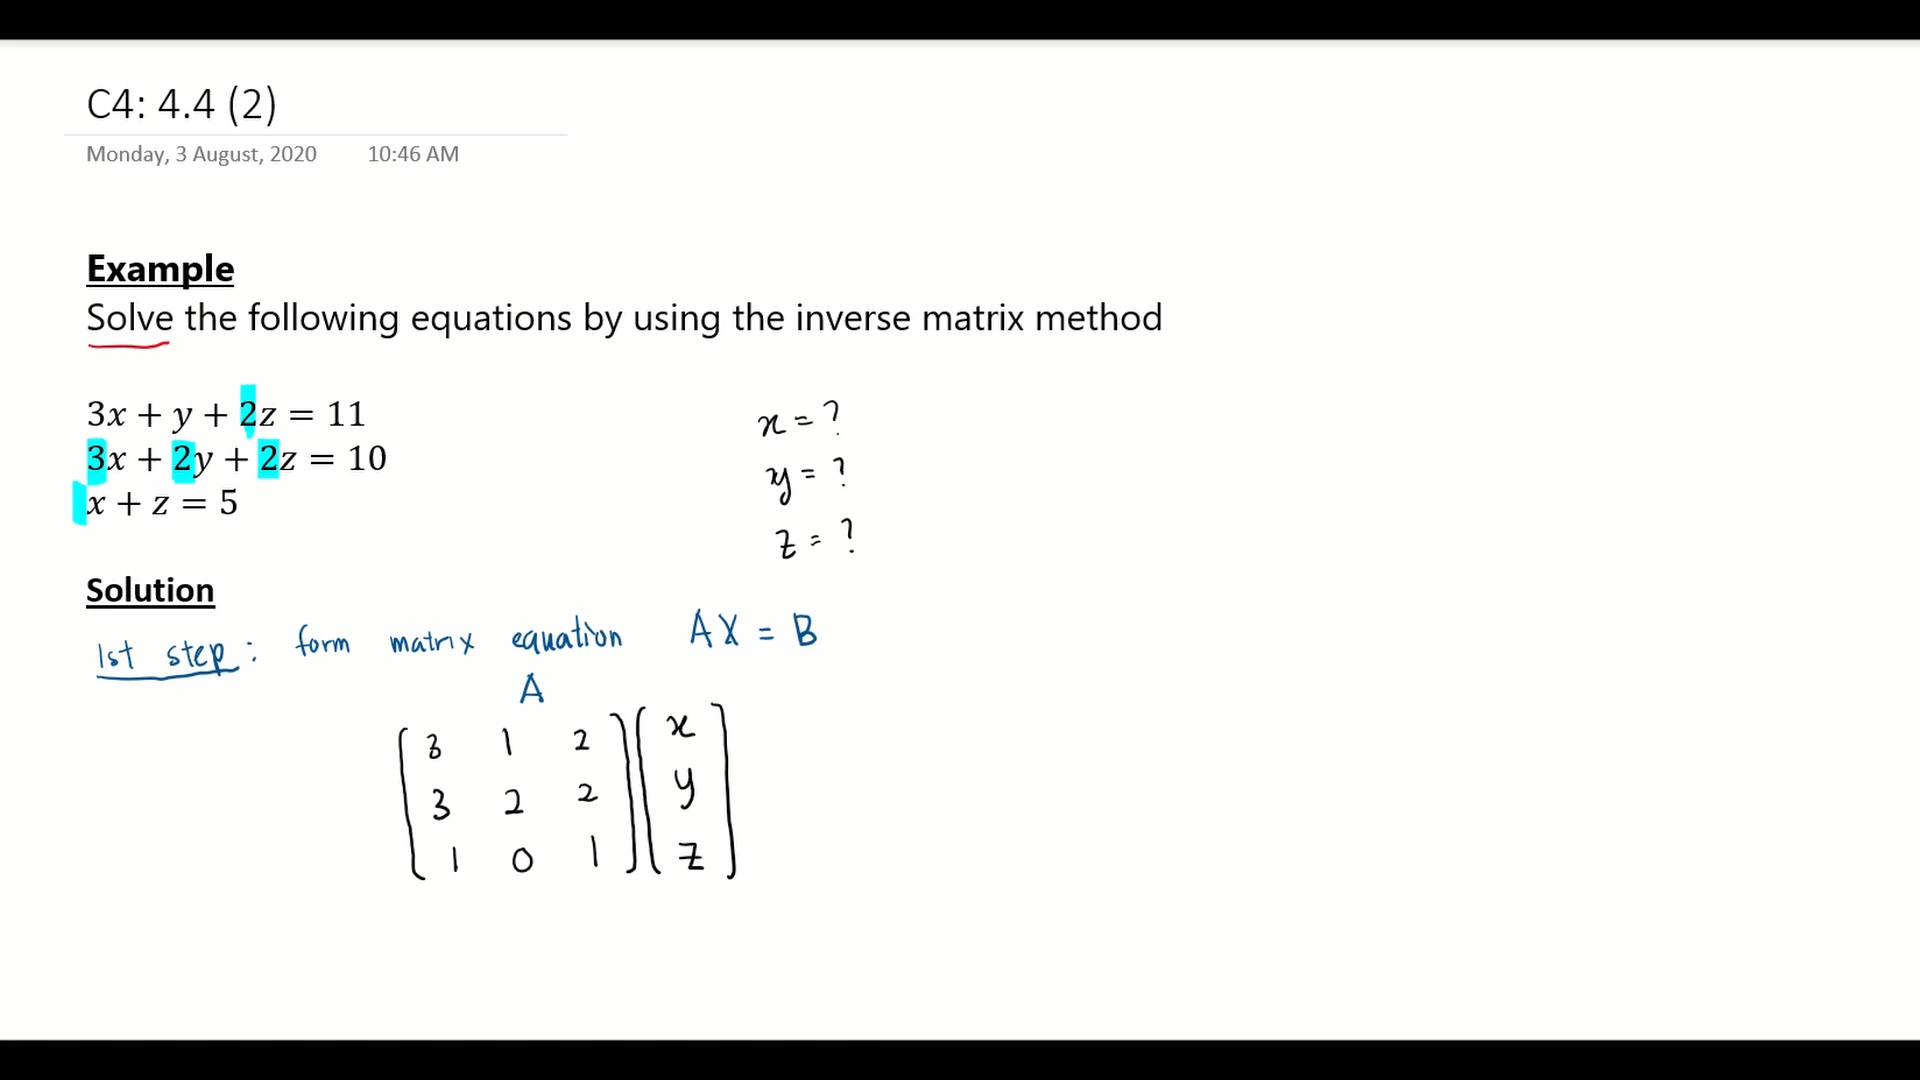 C4: 4.4 (2)
Monday, 3 August, 2020 10:46 AM
Example
Solve the following equations by using the inverse matrix method
3x + y + 2z = 11
3x + 2y + 2z = 10
x + z = 5
x = ?
y = ?
z = ?
Solution
1st step: form matrix equation AX = B
A
3 1 2 x
3 2 2 y
1 0 1 z